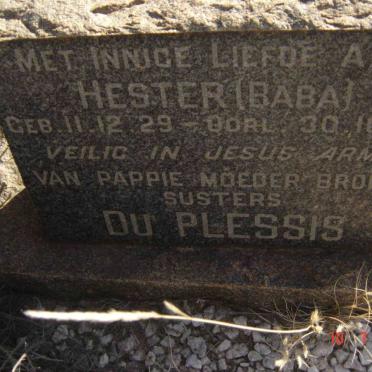 MET INNIGE LIEFDE A
HESTER (BABA)
GEB. 11.12.29 - OORL. 30.1
VEILIG IN JESUS ARM
VAN PAPPIE MOEDER BROE
SUSTERS
DU PLESSIS